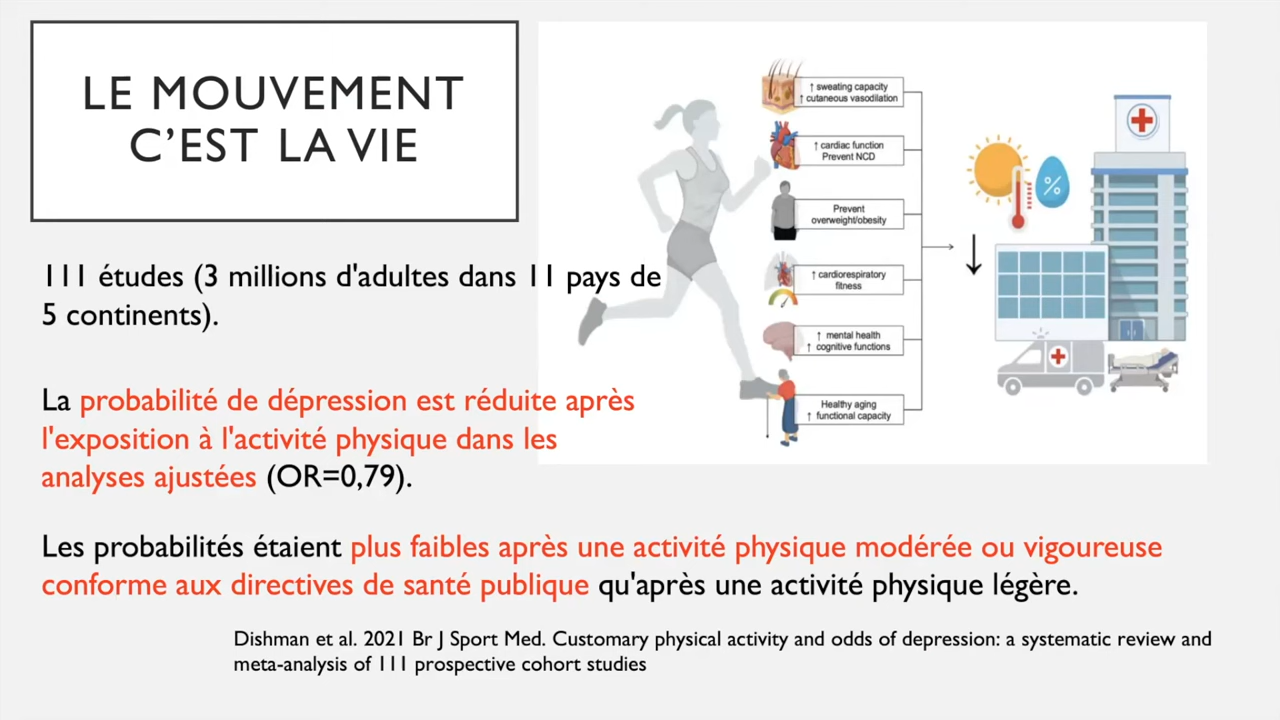 LE MOUVEMENT
C'EST LA VIE
111 études (3 millions d'adultes dans 11 pays de
5 continents).
La probabilité de dépression est réduite après
l'exposition à l'activité physique dans les
analyses ajustées (OR=0,79).
Les probabilités étaient plus faibles après une activité physique modérée ou vigoureuse
conforme aux directives de santé publique qu'après une activité physique légère.
Dishman et al. 2021 Br J Sport Med. Customary physical activity and odds of depression: a systematic review and
meta-analysis of 111 prospective cohort studies
↑ sweating capacity
↑ cutaneous vasodilation
↑ cardiac function
Prevent NCD
Prevent
overweight/obesity
↑ cardiorespiratory
fitness
↑ mental health
↑ cognitive functions
Healthy aging
↑ functional capacity
%